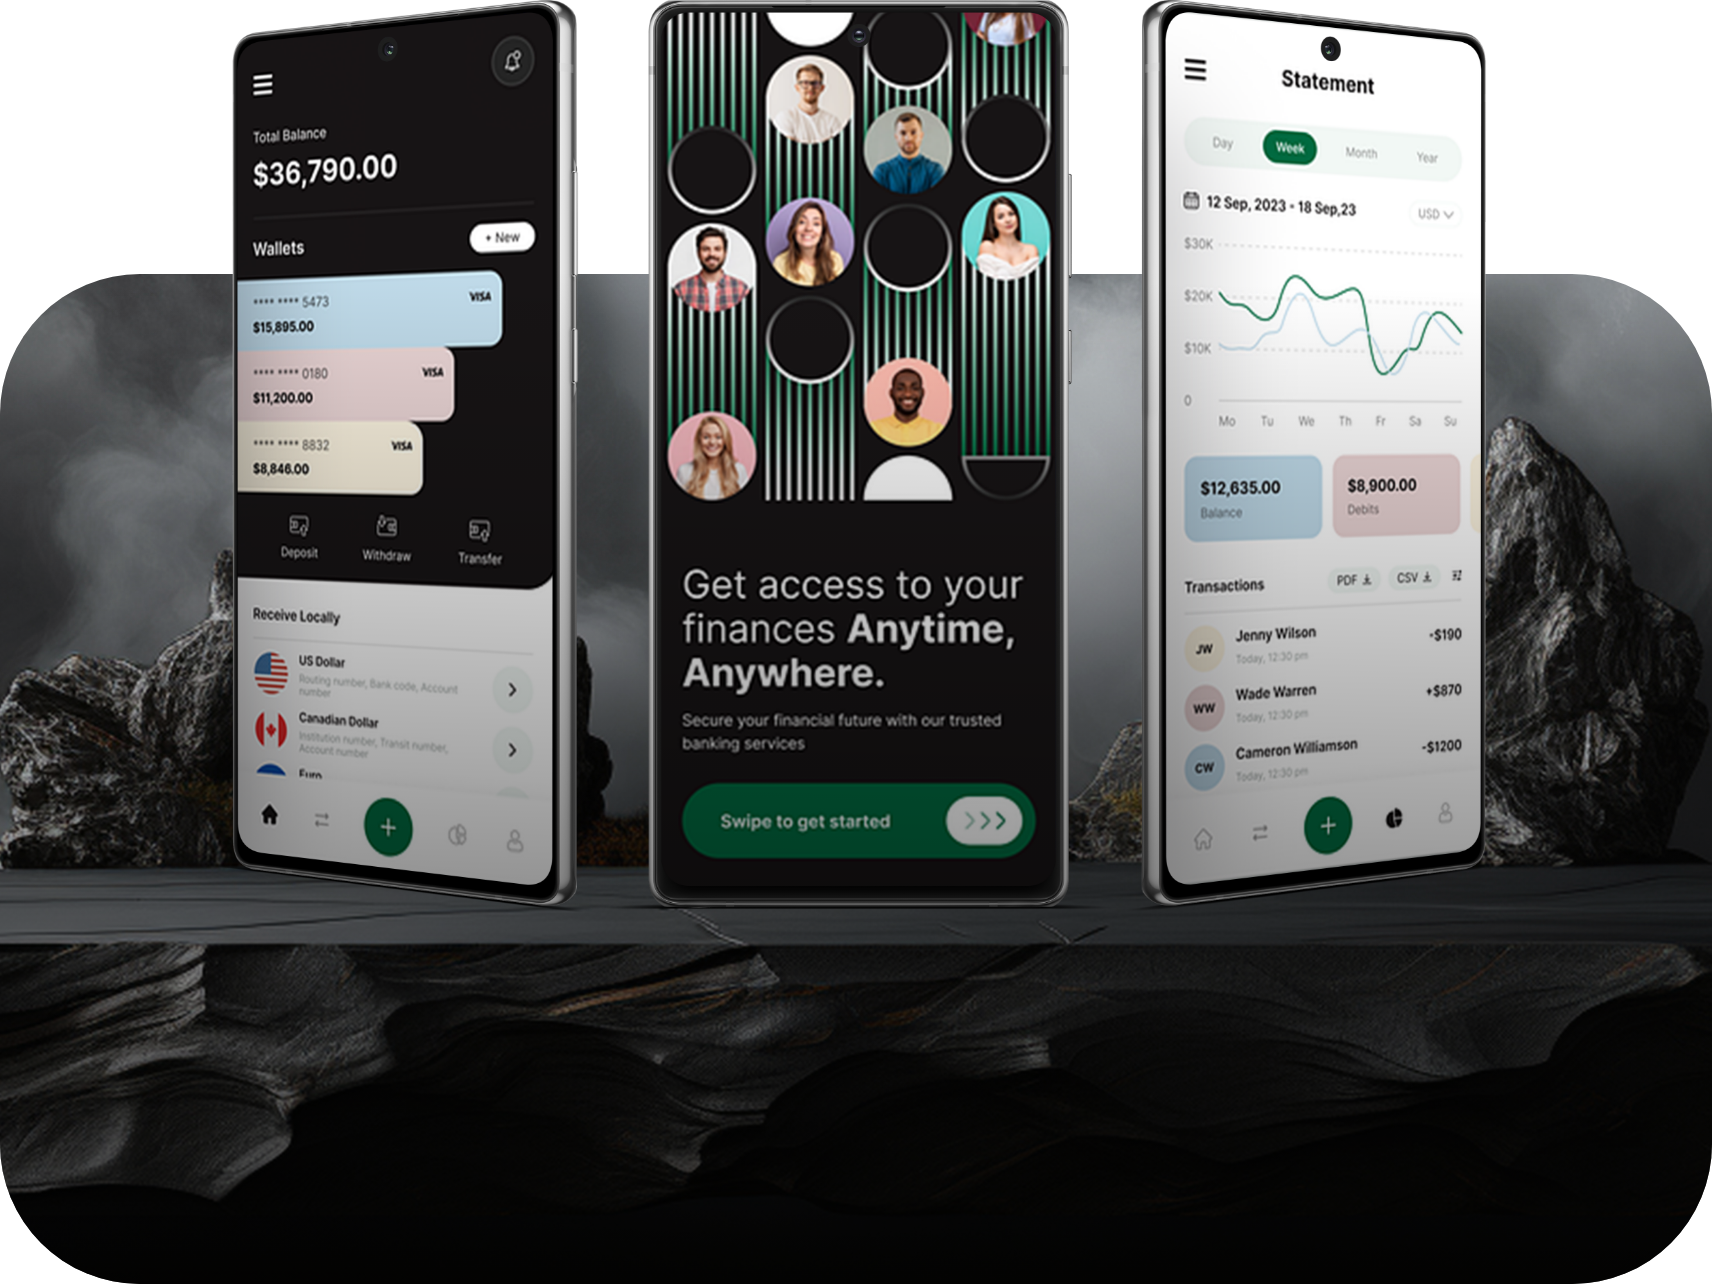 Total Balance
$36,790.00
Wallets
+ New
**** **** 5473
VISA
$15,895.00
**** **** 0180
VISA
$11,200.00
**** **** 8832
VISA
$8,846.00
Deposit
Withdraw
Transfer
Receive Locally
US Dollar
Routing number, Bank code, Account
number
Canadian Dollar
Institution number, Transit number,
Account number
Euro
Get access to your
finances Anytime,
Anywhere.
Secure your financial future with our trusted
banking services
Swipe to get started
Statement
Day
Week
Month
Year
12 Sep, 2023 - 18 Sep,23
USD
$30K
$20K
$10K
0
Mo Tu We Th Fr Sa Su
$12,635.00
Balance
$8,900.00
Debits
Transactions
PDF
CSV
JW
Jenny Wilson
-$190
Today, 12:30 pm
WW
Wade Warren
+$870
Today, 12:30 pm
CW
Cameron Williamson
-$1200
Today, 12:30 pm